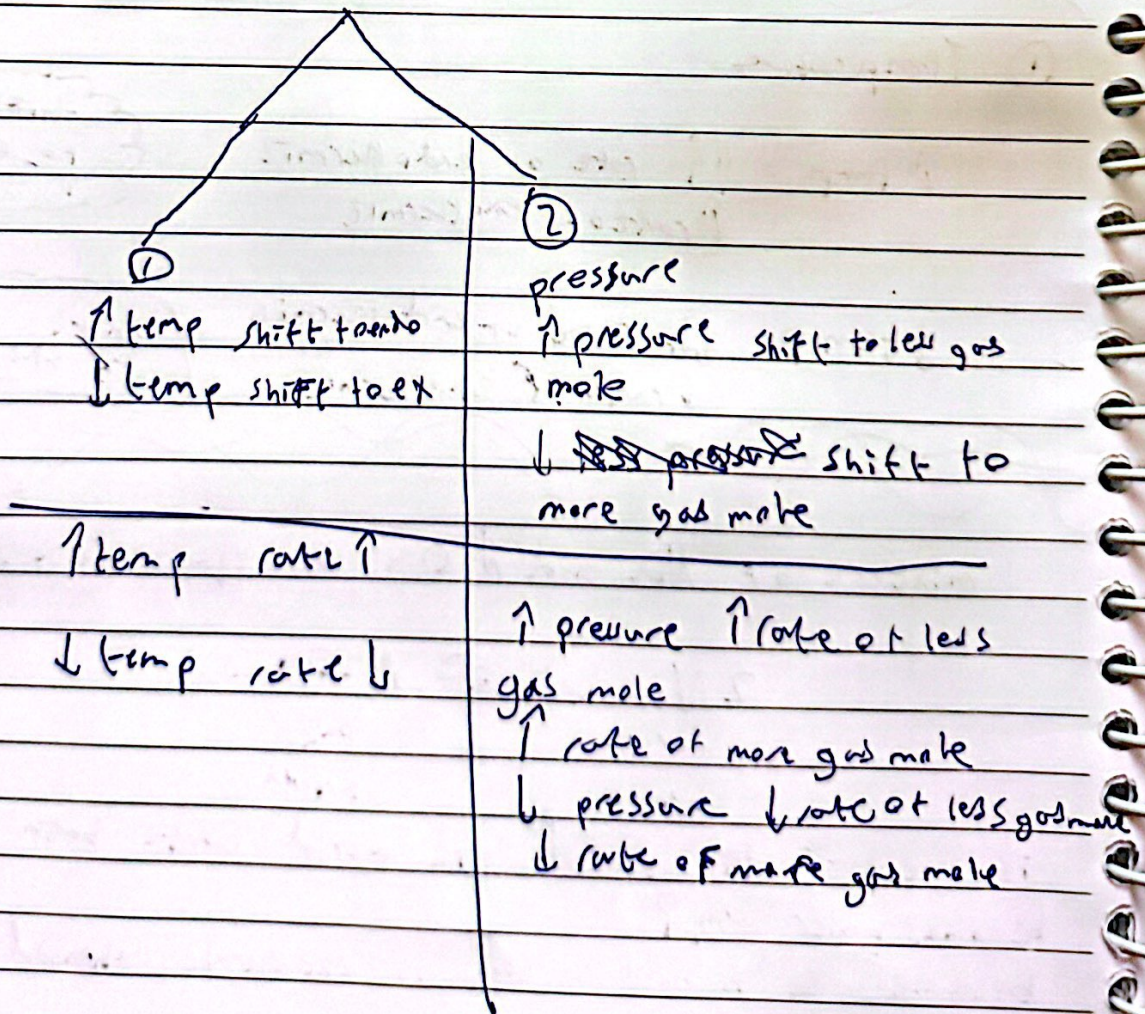 ①
↑ temp shift to endo
↓ temp shift to ex
↑ temp rate ↑
↓ temp rate ↓
②
pressure
↑ pressure shift to less gas
mole
↓ shift to
more gas mole
↑ pressure ↑ rate of less
gas mole
↑ rate of more gas mole
↓ pressure ↓ rate of less gas mole
↓ rate of more gas mole